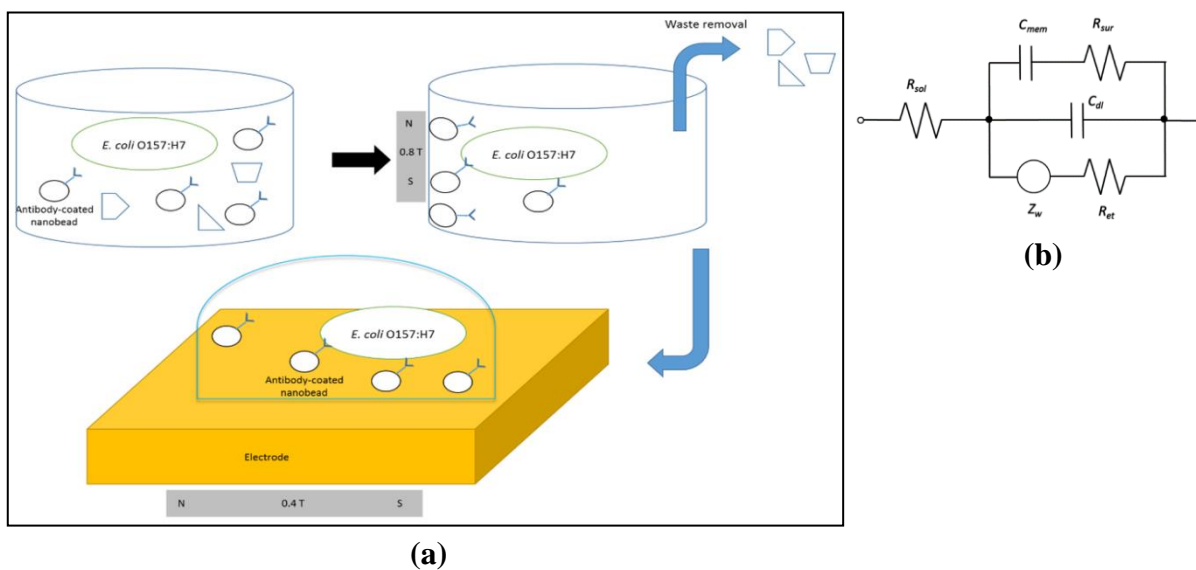 Waste removal
E. coli O157:H7
Antibody-coated
nanobead
N
0.8 T
S
E. coli O157:H7
E. coli O157:H7
Antibody-coated
nanobead
Electrode
N 0.4 T S
(a)
C_mem R_sur
R_sol
C_dl
Z_w R_et
(b)